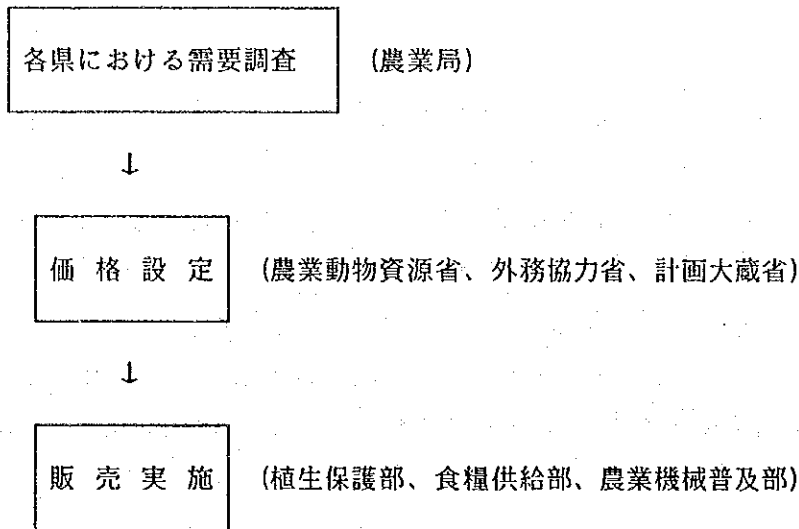 各県における需要調査 (農業局)
↓
価格設定 (農業動物資源省、外務協力省、計画大蔵省)
↓
販売実施 (植生保護部、食糧供給部、農業機械普及部)